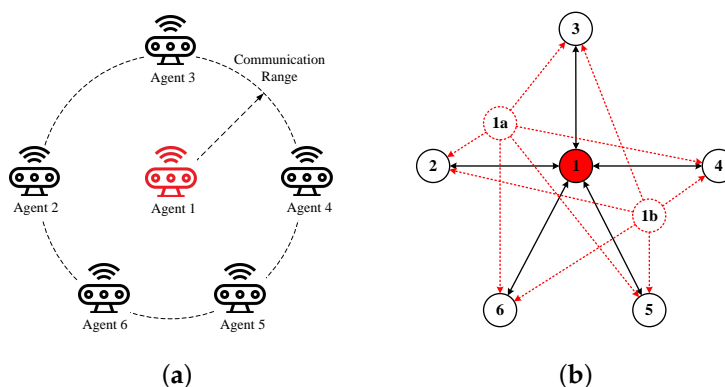 Agent 3
Communication
Range
Agent 2
Agent 1
Agent 4
Agent 6
Agent 5
(a)
3
1a
2
1
4
1b
6
5
(b)